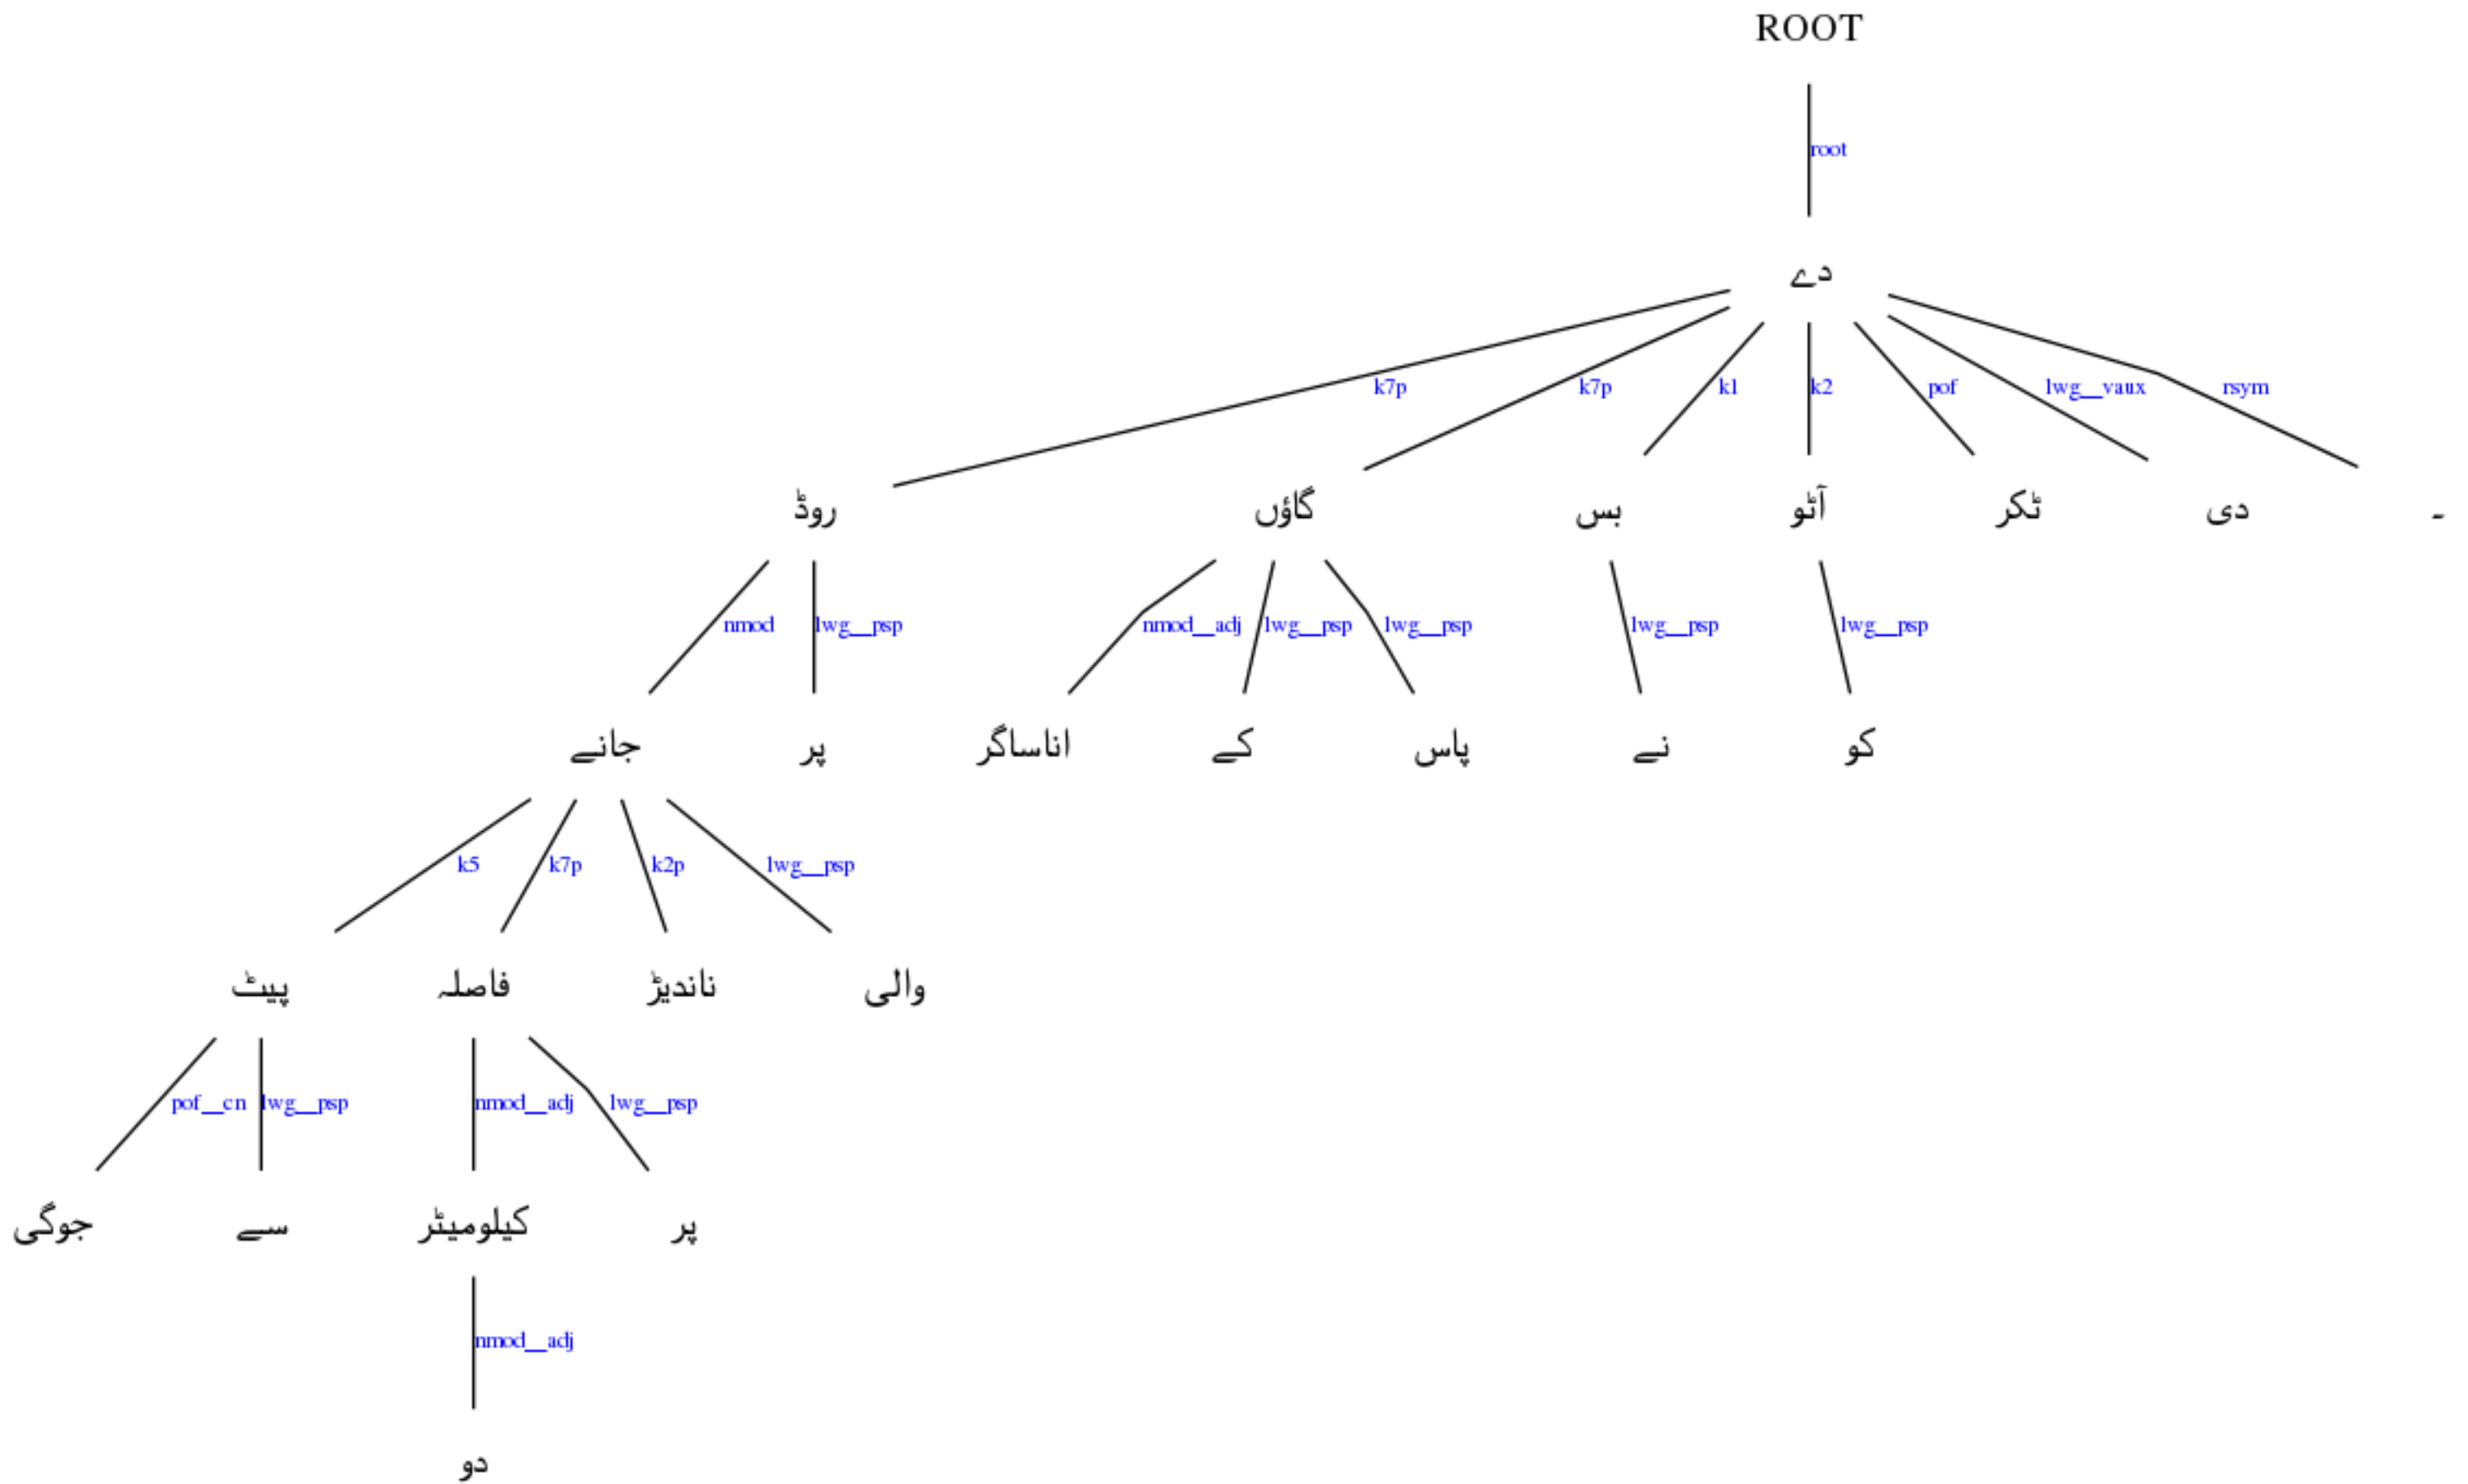 ROOT
root
دے
k7p k7p k1 k2 pof lwg__vaux rsym
روڈ گاؤں بس آٹو ٹکر دی ۔
nmod lwg__psp nmod__adj lwg__psp lwg__psp lwg__psp lwg__psp
جانے پر اناساگر کے پاس نے کو
k5 k7p k2p lwg__psp
پیٹ فاصلہ ناندیڑ والی
pof__cn lwg__psp nmod__adj lwg__psp
جوگی سے کیلومیٹر پر
nmod__adj
دو